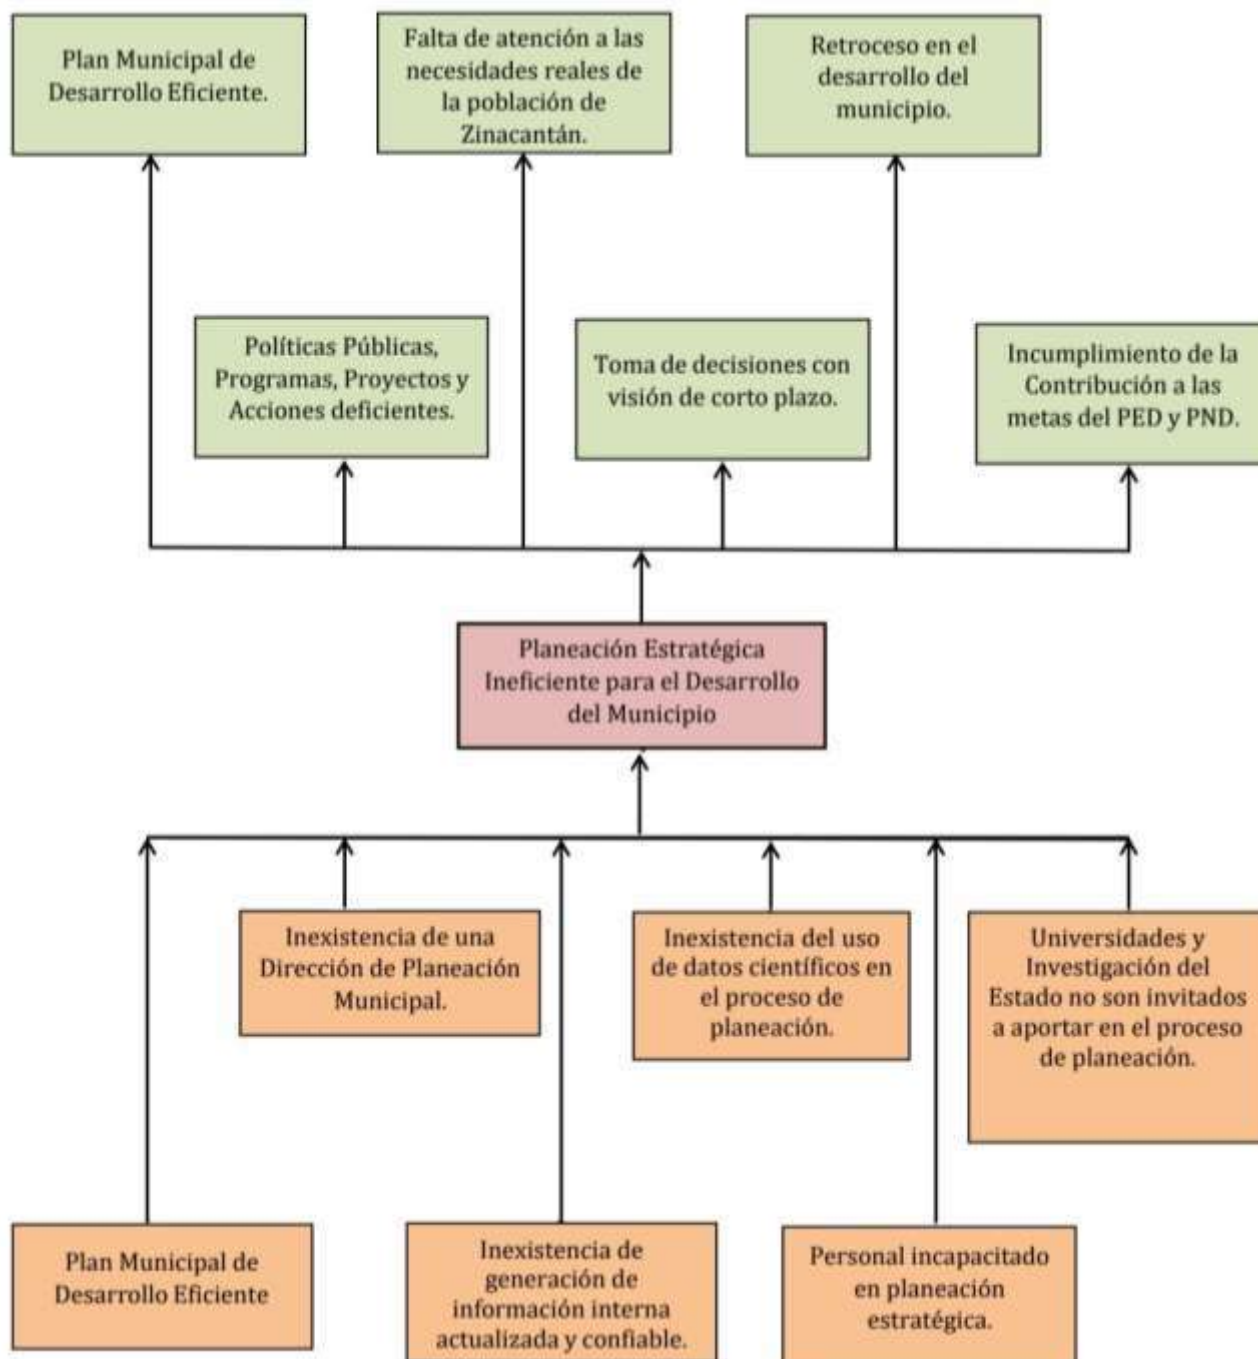 Plan Municipal de
Desarrollo Eficiente.
Falta de atención a las
necesidades reales de
la población de
Zinacantán.
Retroceso en el
desarrollo del
municipio.
Políticas Públicas,
Programas, Proyectos y
Acciones deficientes.
Toma de decisiones con
visión de corto plazo.
Incumplimiento de la
Contribución a las
metas del PED y PND.
Planeación Estratégica
Ineficiente para el Desarrollo
del Municipio
Inexistencia de una
Dirección de Planeación
Municipal.
Inexistencia del uso
de datos científicos en
el proceso de
planeación.
Universidades y
Investigación del
Estado no son invitados
a aportar en el proceso
de planeación.
Plan Municipal de
Desarrollo Eficiente
Inexistencia de
generación de
información interna
actualizada y confiable.
Personal incapacitado
en planeación
estratégica.